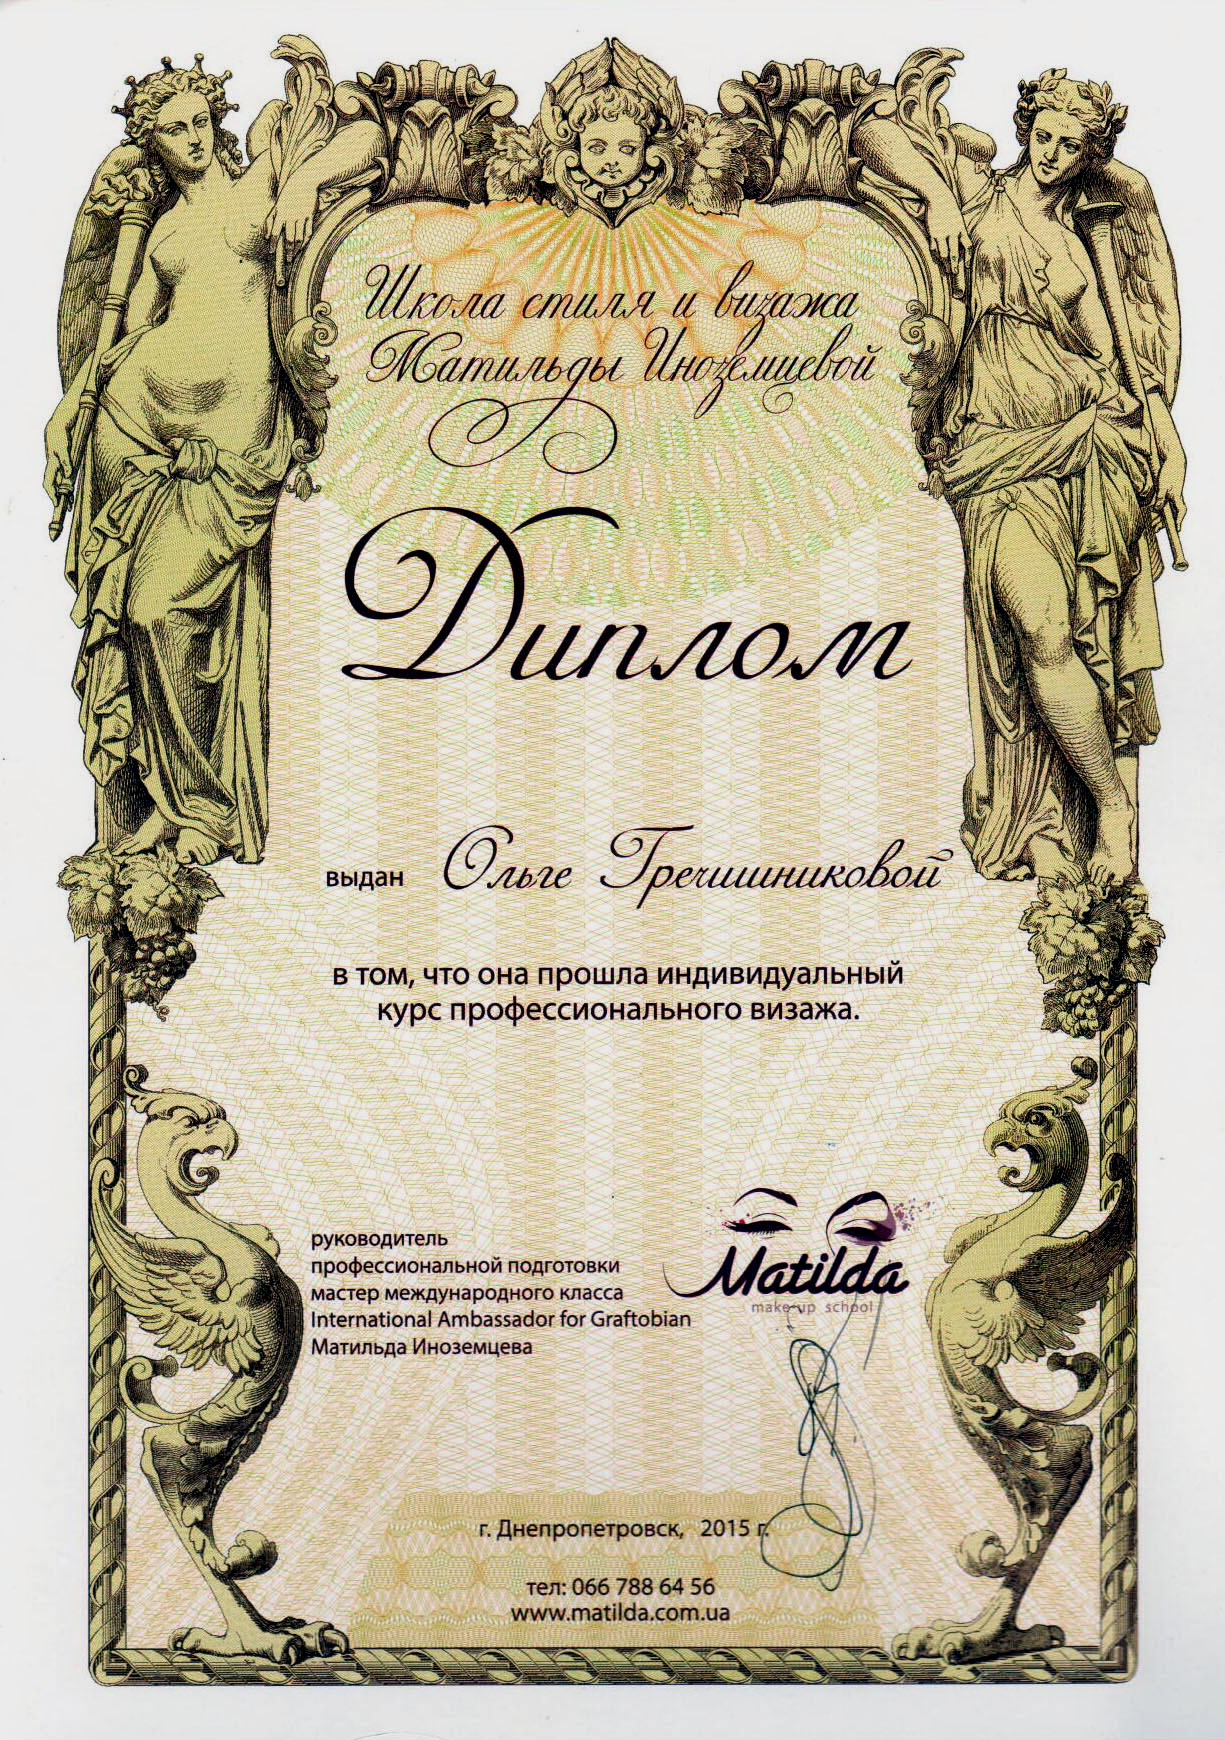 Школа стиля и визажа
Матильды Иноземцевой
Диплом
выдан Ольге Гречишниковой
в том, что она прошла индивидуальный
курс профессионального визажа.
руководитель
профессиональной подготовки
мастер международного класса
International Ambassador for Graftobian
Матильда Иноземцева
Matilda
make-up school
г. Днепропетровск, 2015 г.
тел: 066 788 64 56
www.matilda.com.ua